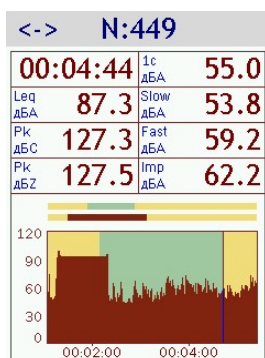 <-> N:449
00:04:44 1с дБА 55.0
Leq дБА 87.3 Slow дБА 53.8
Pk дБC 127.3 Fast дБА 59.2
Pk дБZ 127.5 Imp дБА 62.2
120
90
60
30
0
00:02:00 00:04:00